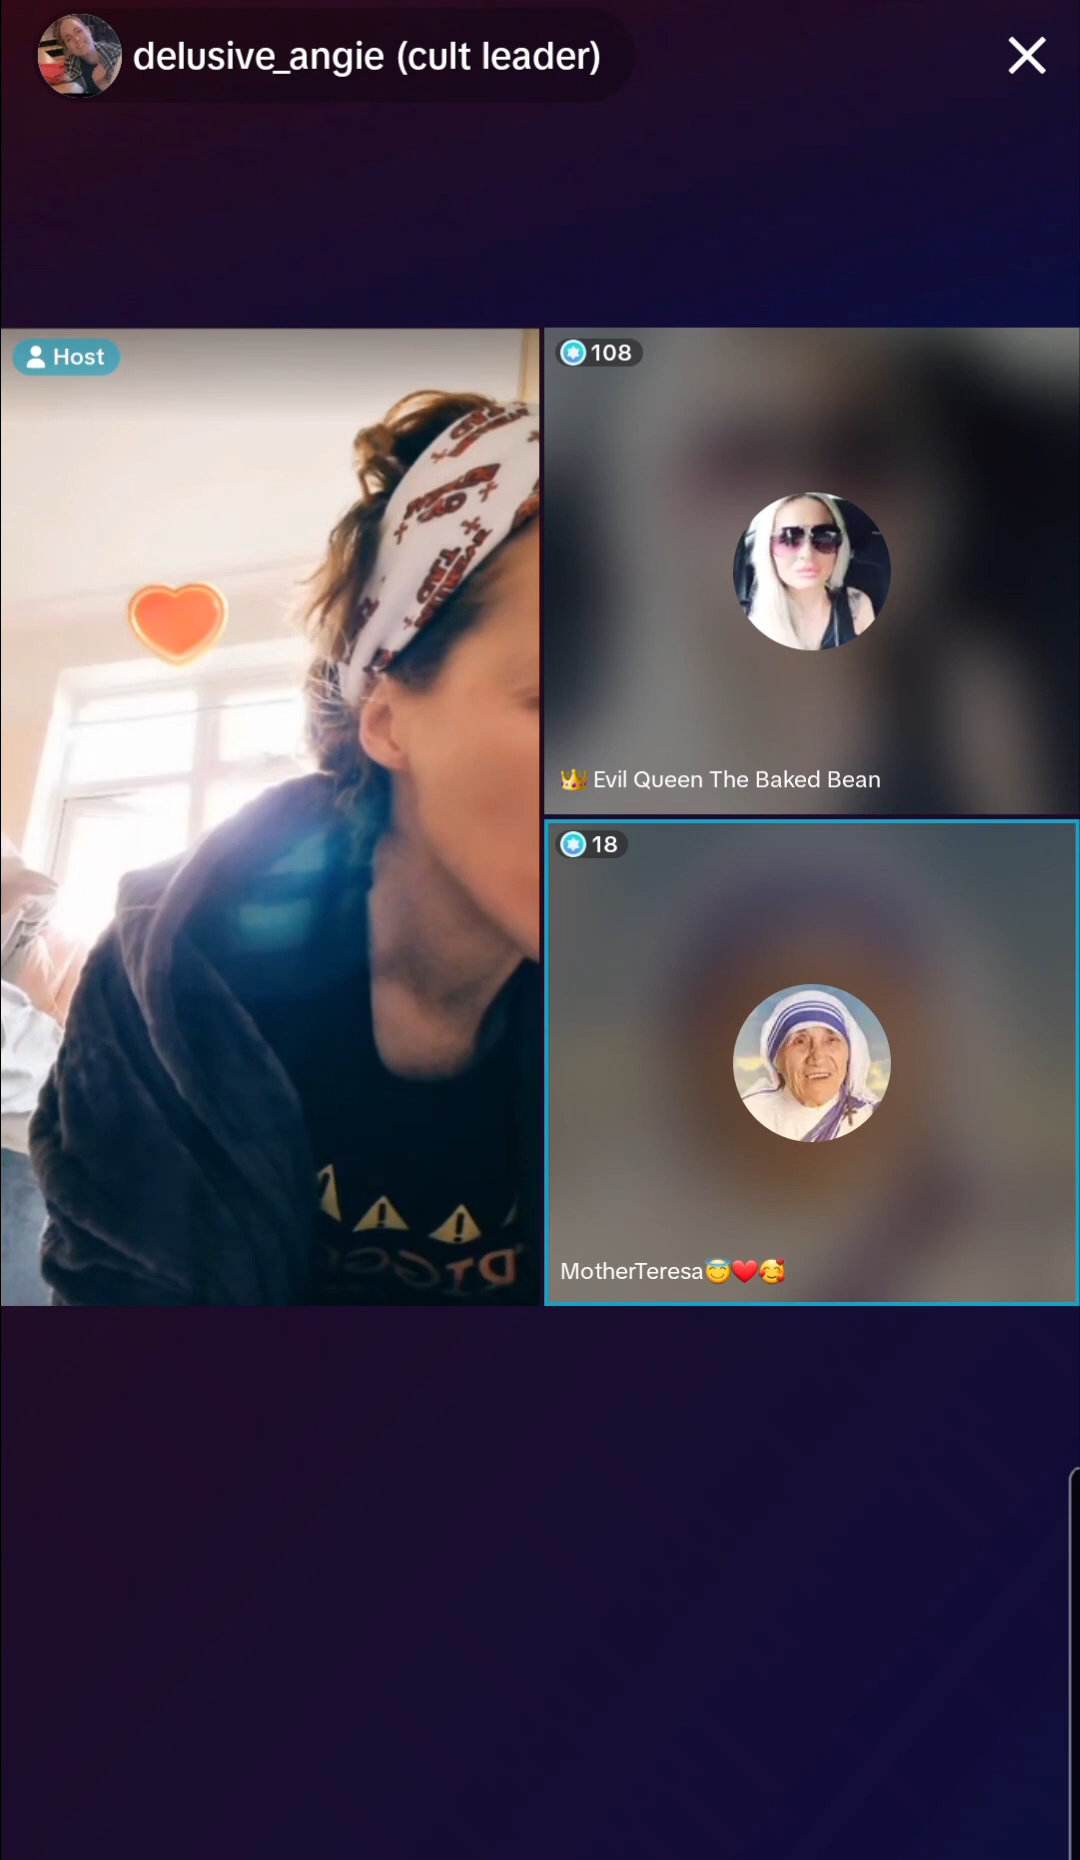 delusive_angie (cult leader)
Host
108
👑 Evil Queen The Baked Bean
18
MotherTeresa😇❤️🥰